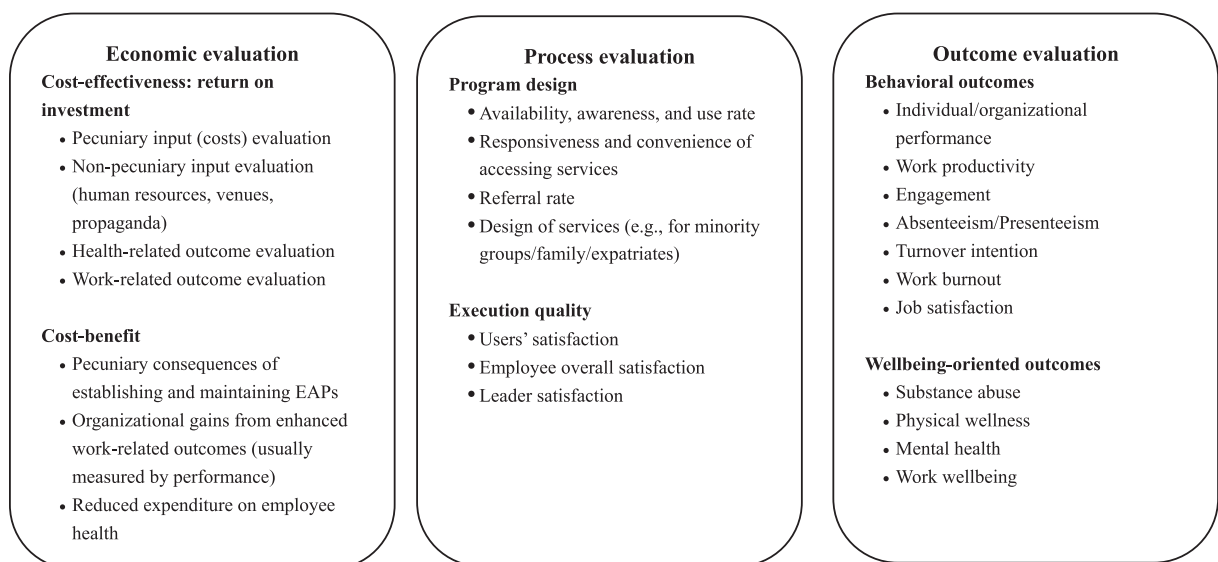 Economic evaluation
Cost-effectiveness: return on
investment
• Pecuniary input (costs) evaluation
• Non-pecuniary input evaluation
(human resources, venues,
propaganda)
• Health-related outcome evaluation
• Work-related outcome evaluation
Cost-benefit
• Pecuniary consequences of
establishing and maintaining EAPs
• Organizational gains from enhanced
work-related outcomes (usually
measured by performance)
• Reduced expenditure on employee
health
Process evaluation
Program design
• Availability, awareness, and use rate
• Responsiveness and convenience of
accessing services
• Referral rate
• Design of services (e.g., for minority
groups/family/expatriates)
Execution quality
• Users’ satisfaction
• Employee overall satisfaction
• Leader satisfaction
Outcome evaluation
Behavioral outcomes
• Individual/organizational
performance
• Work productivity
• Engagement
• Absenteeism/Presenteeism
• Turnover intention
• Work burnout
• Job satisfaction
Wellbeing-oriented outcomes
• Substance abuse
• Physical wellness
• Mental health
• Work wellbeing